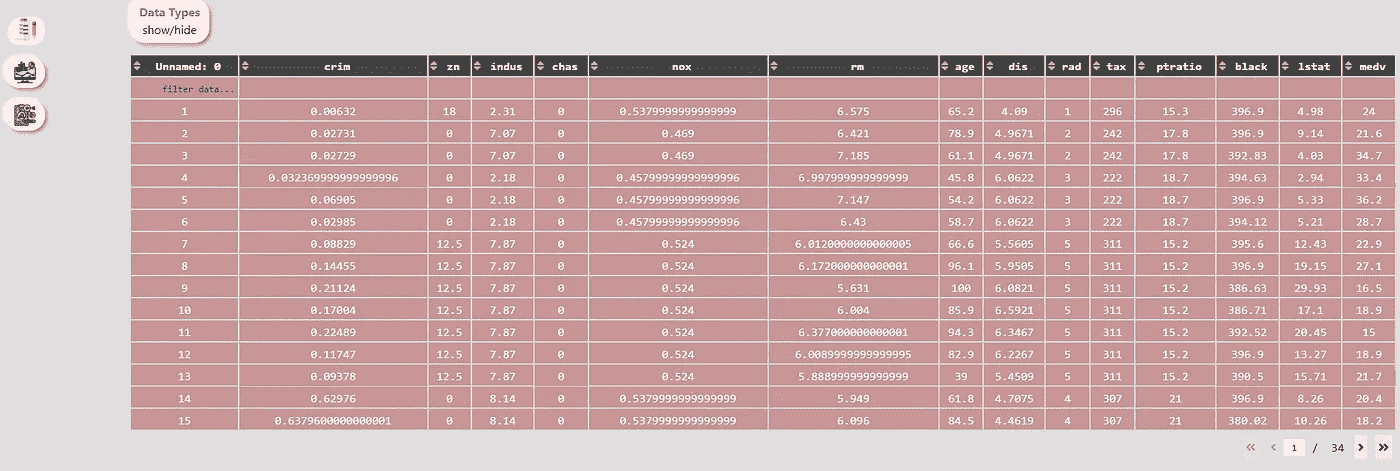 Data Types
show/hide
Unnamed: 0 crim zn indus chas nox rm age dis rad tax ptratio black lstat medv
filter data...
1 0.00632 18 2.31 0 0.5379999999999999 6.575 65.2 4.09 1 296 15.3 396.9 4.98 24
2 0.02731 0 7.07 0 0.469 6.421 78.9 4.9671 2 242 17.8 396.9 9.14 21.6
3 0.02729 0 7.07 0 0.469 7.185 61.1 4.9671 2 242 17.8 392.83 4.03 34.7
4 0.032369999999999996 0 2.18 0 0.45799999999999996 6.997999999999999 45.8 6.0622 3 222 18.7 394.63 2.94 33.4
5 0.06905 0 2.18 0 0.45799999999999996 7.147 54.2 6.0622 3 222 18.7 396.9 5.33 36.2
6 0.02985 0 2.18 0 0.45799999999999996 6.43 58.7 6.0622 3 222 18.7 394.12 5.21 28.7
7 0.08829 12.5 7.87 0 0.524 6.0120000000000005 66.6 5.5605 5 311 15.2 395.6 12.43 22.9
8 0.14455 12.5 7.87 0 0.524 6.172000000000001 96.1 5.9505 5 311 15.2 396.9 19.15 27.1
9 0.21124 12.5 7.87 0 0.524 5.631 100 6.0821 5 311 15.2 386.63 29.93 16.5
10 0.17004 12.5 7.87 0 0.524 6.004 85.9 6.5921 5 311 15.2 386.71 17.1 18.9
11 0.22489 12.5 7.87 0 0.524 6.377000000000001 94.3 6.3467 5 311 15.2 392.52 20.45 15
12 0.11747 12.5 7.87 0 0.524 6.0089999999999995 82.9 6.2267 5 311 15.2 396.9 13.27 18.9
13 0.09378 12.5 7.87 0 0.524 5.888999999999999 39 5.4509 5 311 15.2 390.5 15.71 21.7
14 0.62976 0 8.14 0 0.5379999999999999 5.949 61.8 4.7075 4 307 21 396.9 8.26 20.4
15 0.6379600000000001 0 8.14 0 0.5379999999999999 6.096 84.5 4.4619 4 307 21 380.02 10.26 18.2
1 / 34